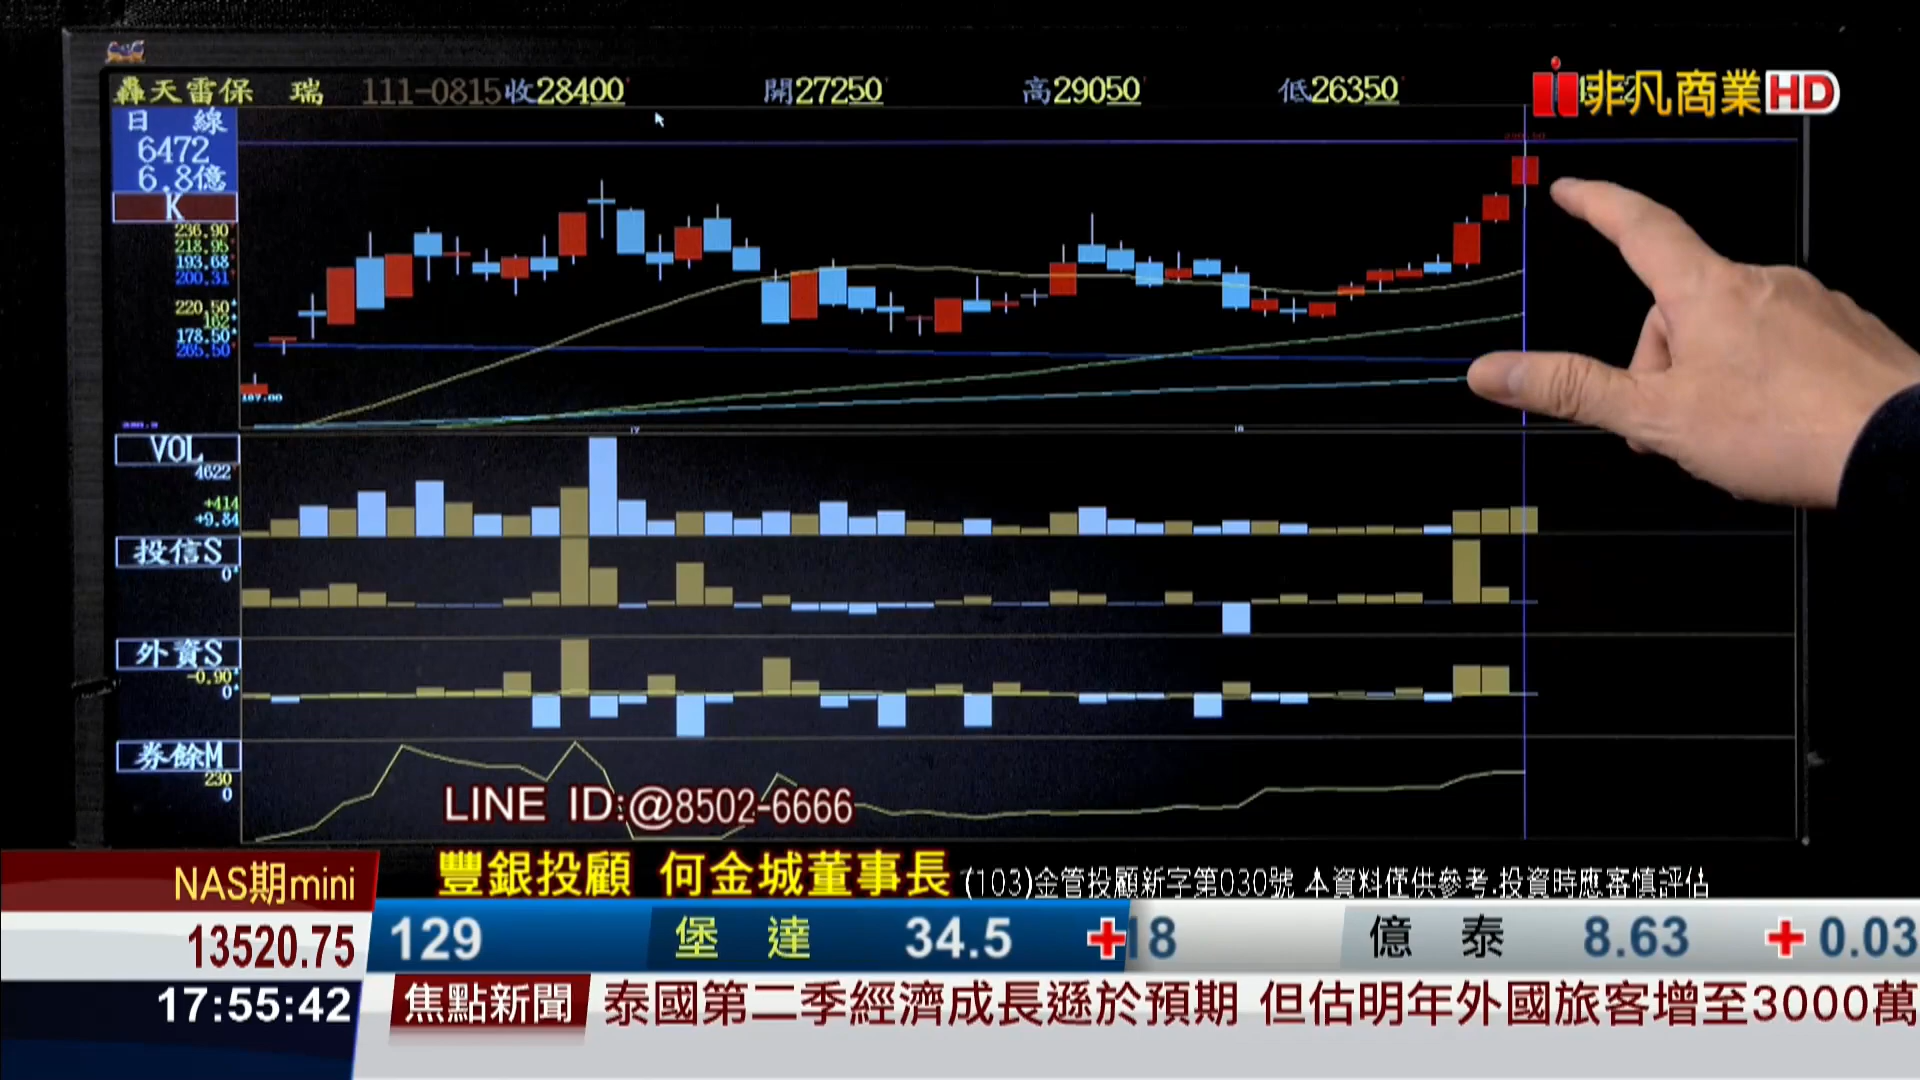 轟天雷保　瑞 111-0815收28400 開27250 高29050 低26350
非凡商業HD
日　線
6472
6.8億
K
236.90
218.95
193.68
200.31
220.50
162
178.50
265.50
187.00
VOL
4622
+414
+9.84
投信S
0
外資S
-0.90
0
券餘M
230
0
LINE ID:@8502-6666
豐銀投顧 何金城董事長 (103)金管投顧新字第030號 本資料僅供參考.投資時應審慎評估
NAS期mini
13520.75
129 堡 達 34.5 +18 億 泰 8.63 +0.03
17:55:42
焦點新聞 泰國第二季經濟成長遜於預期 但估明年外國旅客增至3000萬